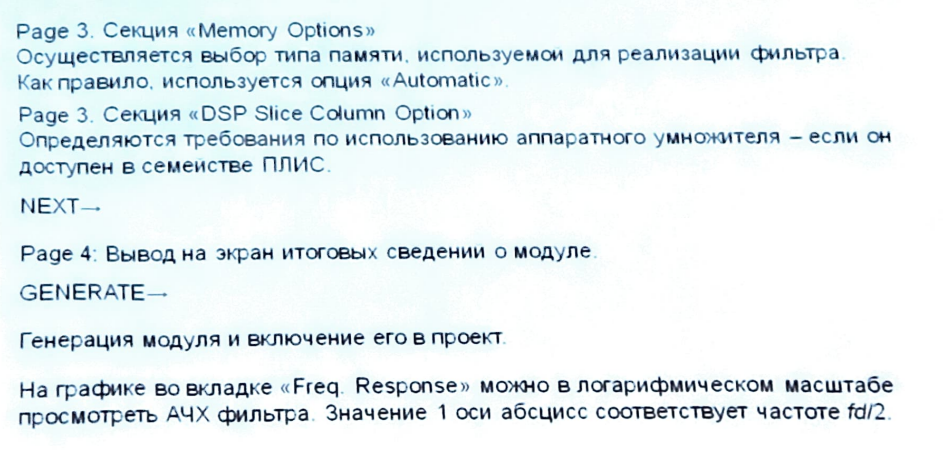 Page 3. Секция «Memory Options»
Осуществляется выбор типа памяти, используемой для реализации фильтра.
Как правило, используется опция «Automatic».
Page 3. Секция «DSP Slice Column Option»
Определяются требования по использованию аппаратного умножителя – если он
доступен в семействе ПЛИС.
NEXT→
Page 4: Вывод на экран итоговых сведений о модуле.
GENERATE→
Генерация модуля и включение его в проект.
На графике во вкладке «Freq. Response» можно в логарифмическом масштабе
просмотреть АЧХ фильтра. Значение 1 оси абсцисс соответствует частоте fd/2.